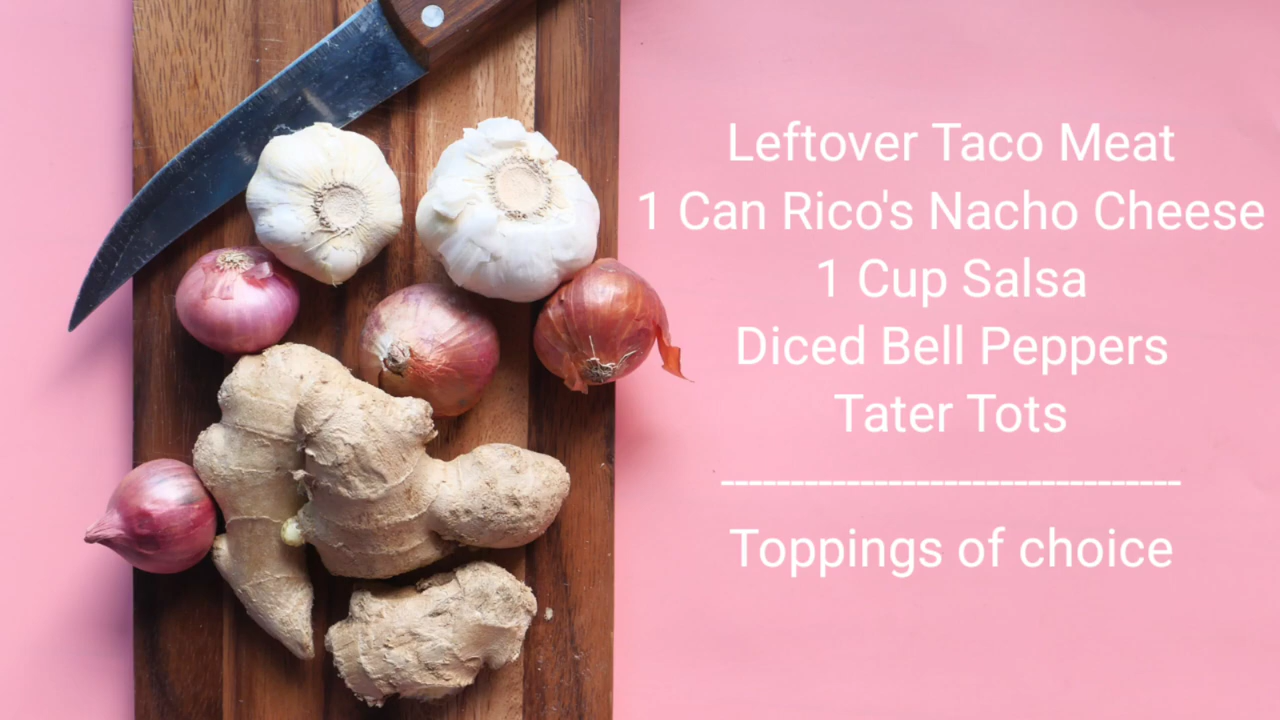 Leftover Taco Meat
1 Can Rico's Nacho Cheese
1 Cup Salsa
Diced Bell Peppers
Tater Tots
---------------------------------
Toppings of choice